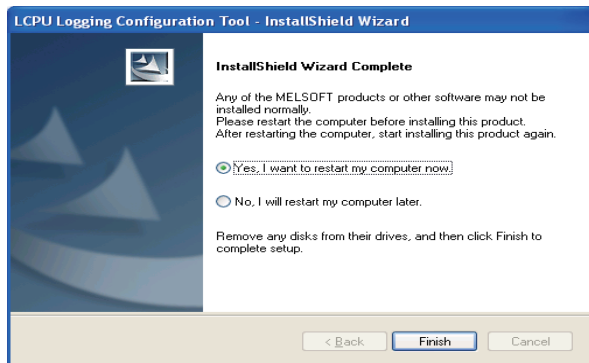 LCPU Logging Configuration Tool - InstallShield Wizard
InstallShield Wizard Complete
Any of the MELSOFT products or other software may not be
installed normally.
Please restart the computer before installing this product.
After restarting the computer, start installing this product again.
Yes, I want to restart my computer now.
No, I will restart my computer later.
Remove any disks from their drives, and then click Finish to
complete setup.
< Back
Finish
Cancel